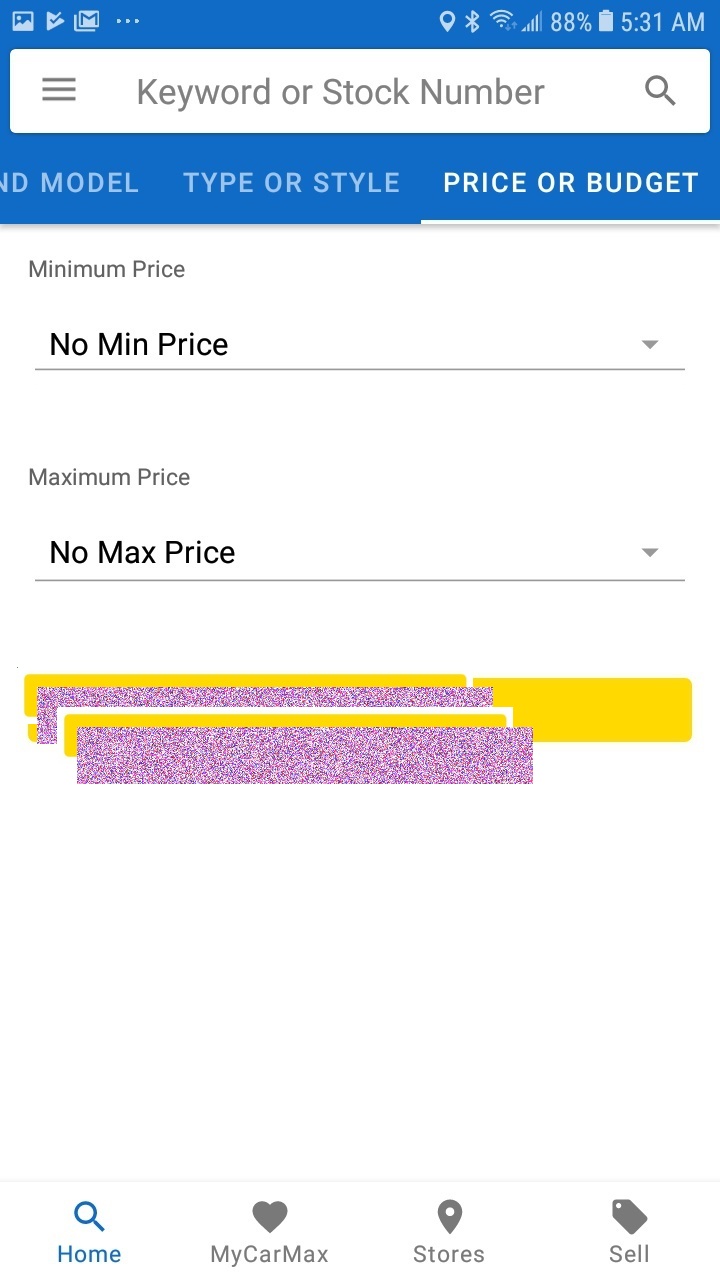 88% 5:31 AM
Keyword or Stock Number
ND MODEL TYPE OR STYLE PRICE OR BUDGET
Minimum Price
No Min Price
Maximum Price
No Max Price
Home MyCarMax Stores Sell